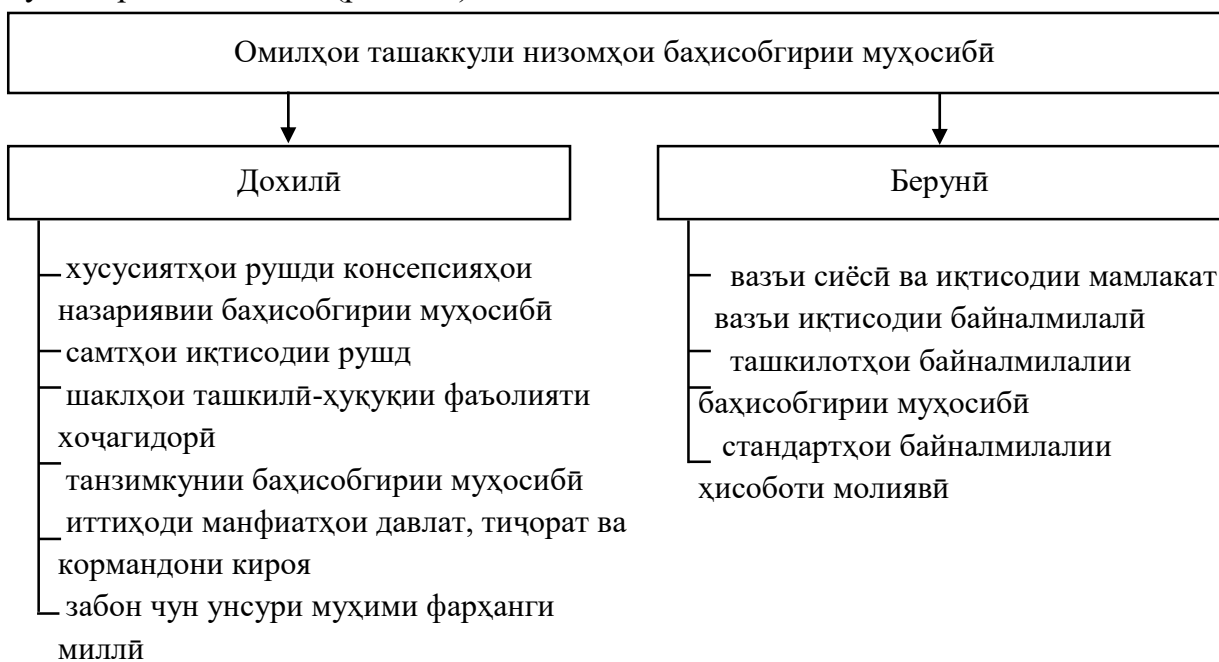 Омилҳои ташаккули низомҳои баҳисобгирии муҳосибӣ
Дохилӣ
хусусиятҳои рушди консепсияҳои
назариявии баҳисобгирии муҳосибӣ
самтҳои иқтисодии рушд
шаклҳои ташкилӣ-ҳуқуқии фаъолияти
хоҷагидорӣ
танзимкунии баҳисобгирии муҳосибӣ
иттиҳоди манфиатҳои давлат, тиҷорат ва
кормандони кироя
забон чун унсури муҳими фарҳанги
миллӣ
Берунӣ
вазъи сиёсӣ ва иқтисодии мамлакат
вазъи иқтисодии байналмилалӣ
ташкилотҳои байналмилалии
баҳисобгирии муҳосибӣ
стандартҳои байналмилалии
ҳисоботи молиявӣ